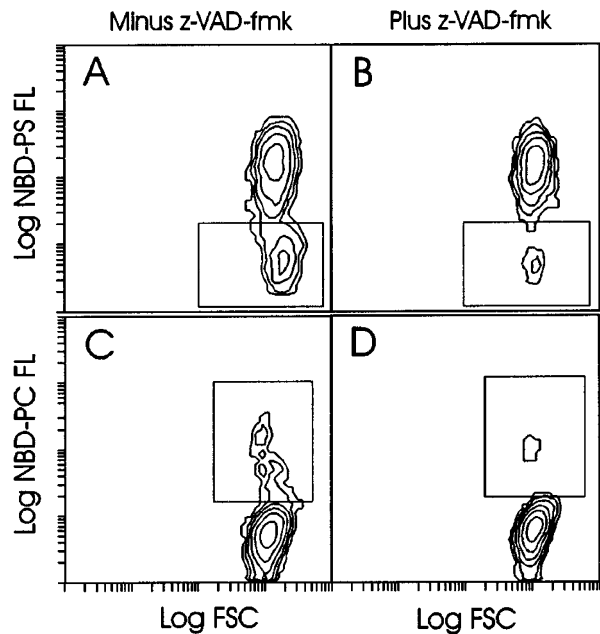 Minus z-VAD-fmk
Plus z-VAD-fmk
A
B
Log NBD-PS FL
C
D
Log NBD-PC FL
Log FSC
Log FSC